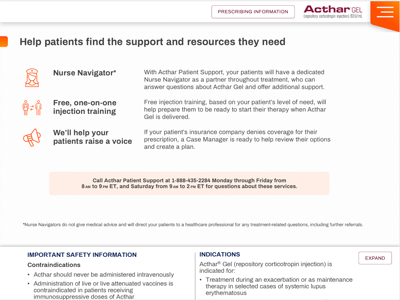 PRESCRIBING INFORMATION
Acthar GEL
repository corticotropin injection 80 U/mL
Help patients find the support and resources they need
Nurse Navigator*
With Acthar Patient Support, your patients will have a dedicated
Nurse Navigator as a partner throughout treatment, who can
answer questions about Acthar Gel and offer additional support.
Free, one-on-one
injection training
Free injection training, based on your patient's level of need, will
help prepare them to be ready to start their therapy when Acthar
Gel is delivered.
We'll help your
patients raise a voice
If your patient's insurance company denies coverage for their
prescription, a Case Manager is ready to help review their options
and create a plan.
Call Acthar Patient Support at 1-888-435-2284 Monday through Friday from
8 AM to 9 PM ET, and Saturday from 9 AM to 2 PM ET for questions about these services.
*Nurse Navigators do not give medical advice and will direct your patients to a healthcare professional for any treatment-related questions, including further referrals.
IMPORTANT SAFETY INFORMATION
Contraindications
• Acthar should never be administered intravenously
• Administration of live or live attenuated vaccines is
contraindicated in patients receiving
immunosuppressive doses of Acthar
INDICATIONS
Acthar® Gel (repository corticotropin injection) is
indicated for:
• Treatment during an exacerbation or as maintenance
therapy in selected cases of systemic lupus
erythematosus
EXPAND